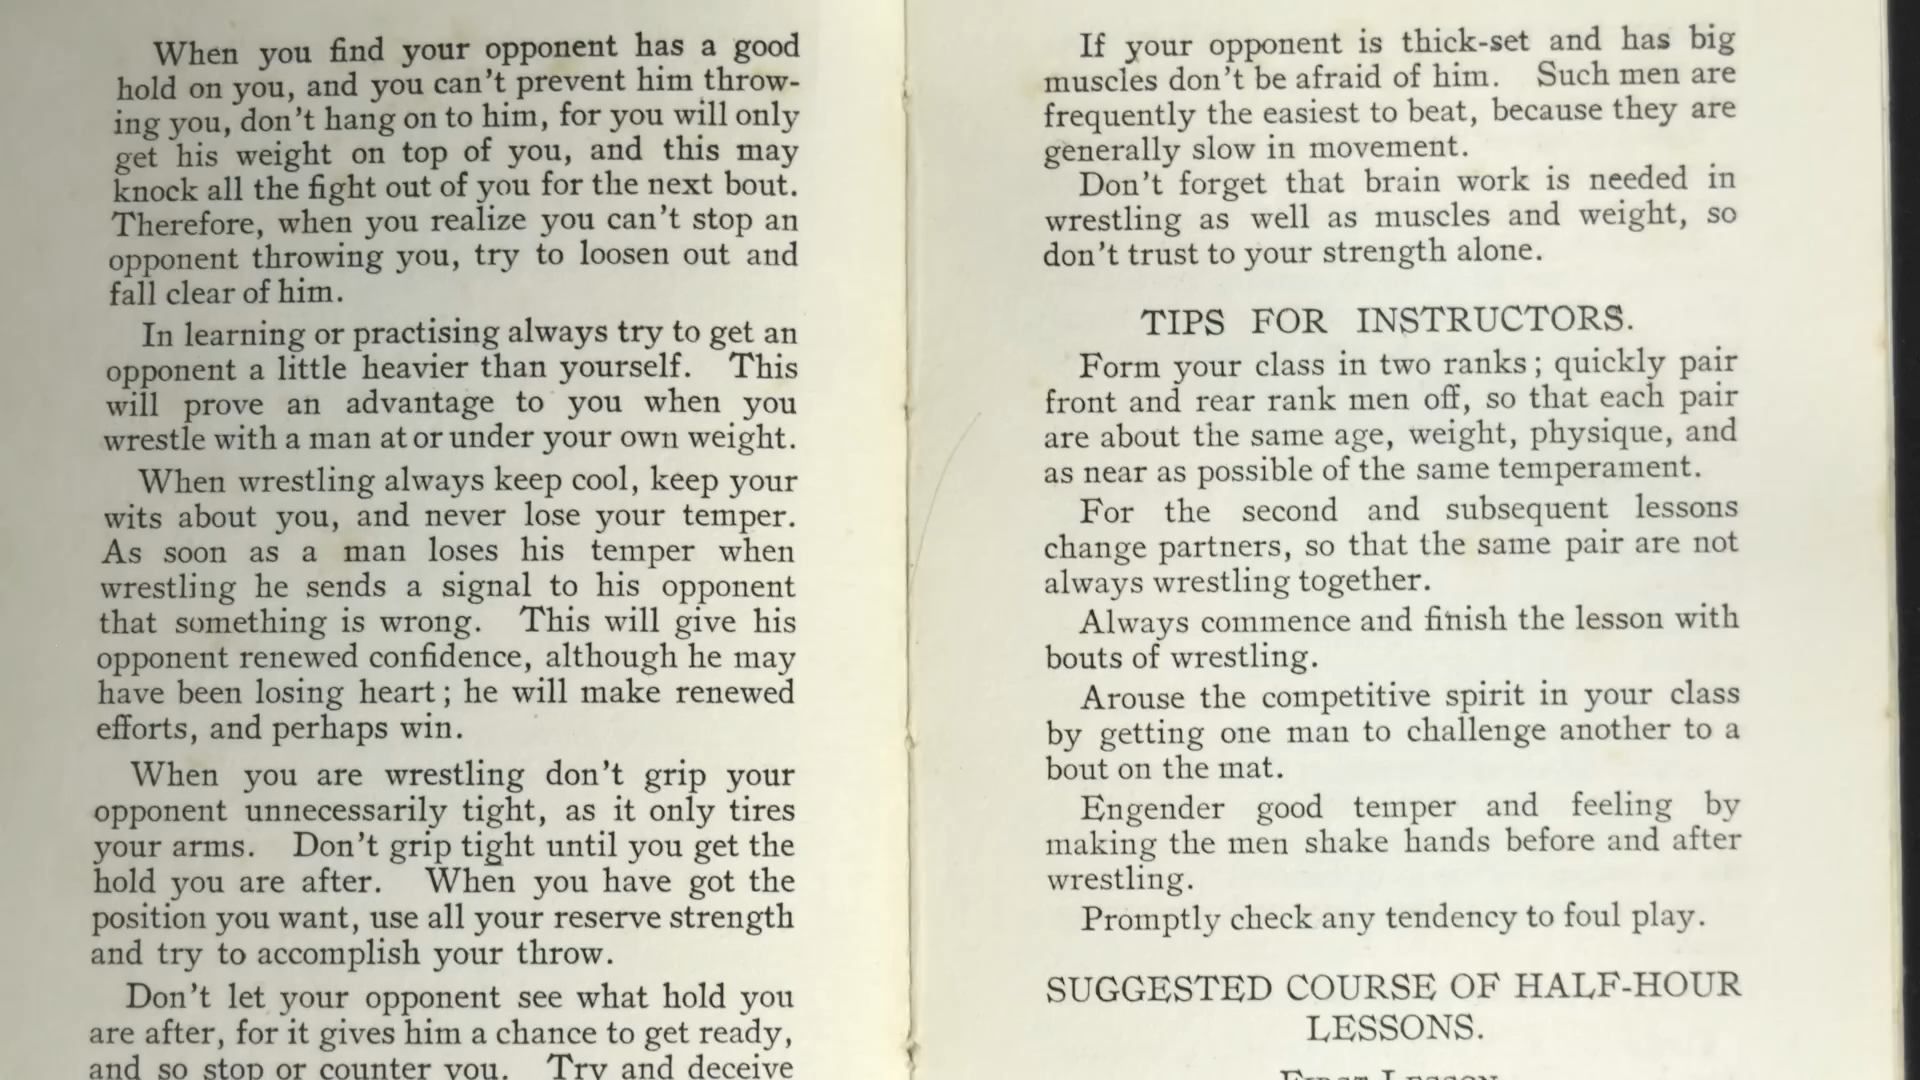 When you find your opponent has a good
hold on you, and you can't prevent him throw-
ing you, don't hang on to him, for you will only
get his weight on top of you, and this may
knock all the fight out of you for the next bout.
Therefore, when you realize you can't stop an
opponent throwing you, try to loosen out and
fall clear of him.
In learning or practising always try to get an
opponent a little heavier than yourself. This
will prove an advantage to you when you
wrestle with a man at or under your own weight.
When wrestling always keep cool, keep your
wits about you, and never lose your temper.
As soon as a man loses his temper when
wrestling he sends a signal to his opponent
that something is wrong. This will give his
opponent renewed confidence, although he may
have been losing heart; he will make renewed
efforts, and perhaps win.
When you are wrestling don't grip your
opponent unnecessarily tight, as it only tires
your arms. Don't grip tight until you get the
hold you are after. When you have got the
position you want, use all your reserve strength
and try to accomplish your throw.
Don't let your opponent see what hold you
are after, for it gives him a chance to get ready,
and so stop or counter you. Try and deceive
If your opponent is thick-set and has big
muscles don't be afraid of him. Such men are
frequently the easiest to beat, because they are
generally slow in movement.
Don't forget that brain work is needed in
wrestling as well as muscles and weight, so
don't trust to your strength alone.
TIPS FOR INSTRUCTORS.
Form your class in two ranks; quickly pair
front and rear rank men off, so that each pair
are about the same age, weight, physique, and
as near as possible of the same temperament.
For the second and subsequent lessons
change partners, so that the same pair are not
always wrestling together.
Always commence and finish the lesson with
bouts of wrestling.
Arouse the competitive spirit in your class
by getting one man to challenge another to a
bout on the mat.
Engender good temper and feeling by
making the men shake hands before and after
wrestling.
Promptly check any tendency to foul play.
SUGGESTED COURSE OF HALF-HOUR
LESSONS.
First Lesson